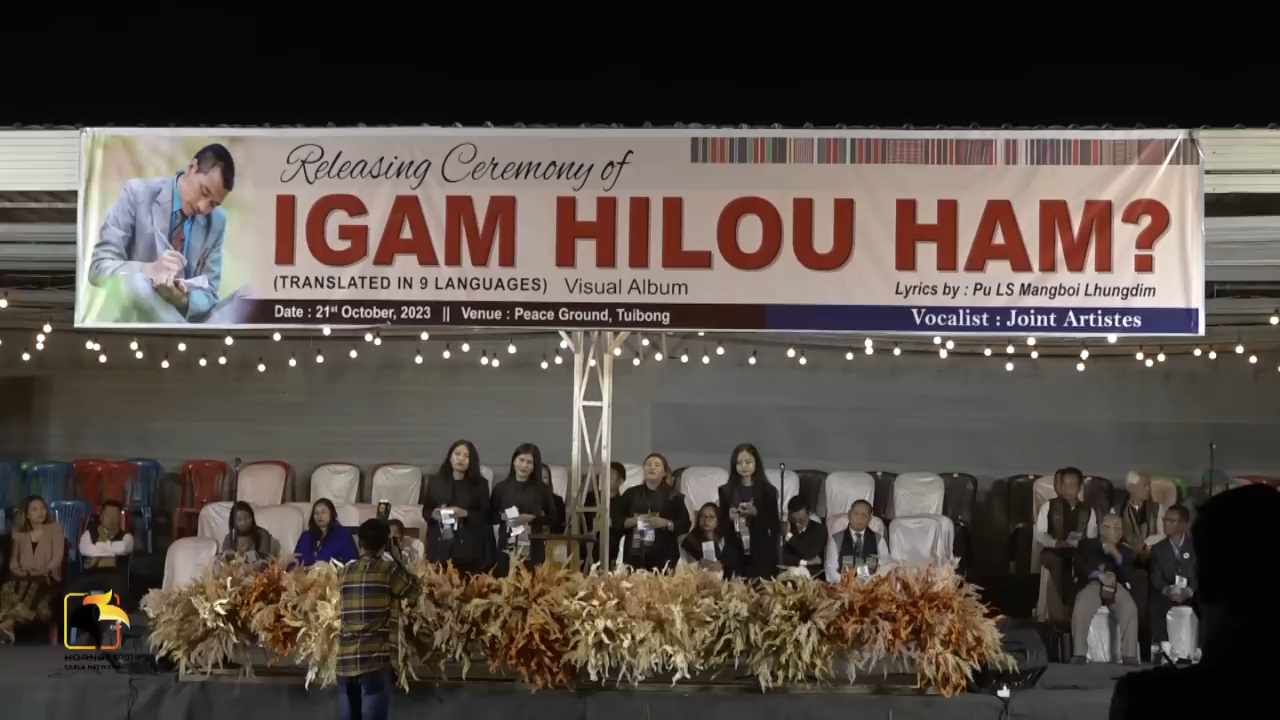 Releasing Ceremony of
IGAM HILOU HAM?
(TRANSLATED IN 9 LANGUAGES) Visual Album
Lyrics by : Pu LS Mangboi Lhungdim
Date : 21st October, 2023 || Venue : Peace Ground, Tuibong
Vocalist : Joint Artistes